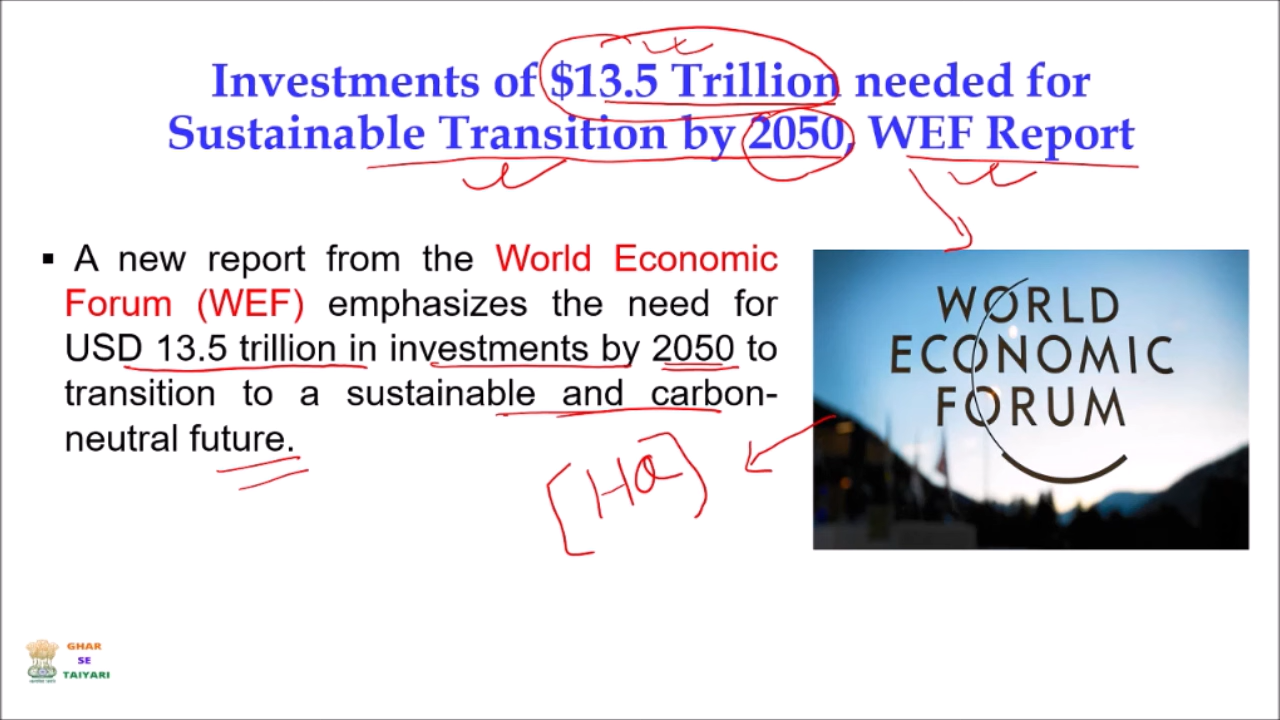 Investments of $13.5 Trillion needed for
Sustainable Transition by 2050, WEF Report
▪ A new report from the World Economic
Forum (WEF) emphasizes the need for
USD 13.5 trillion in investments by 2050 to
transition to a sustainable and carbon-
neutral future.
WORLD
ECONOMIC
FORUM
[HQ]
GHAR
SE
TAIYARI